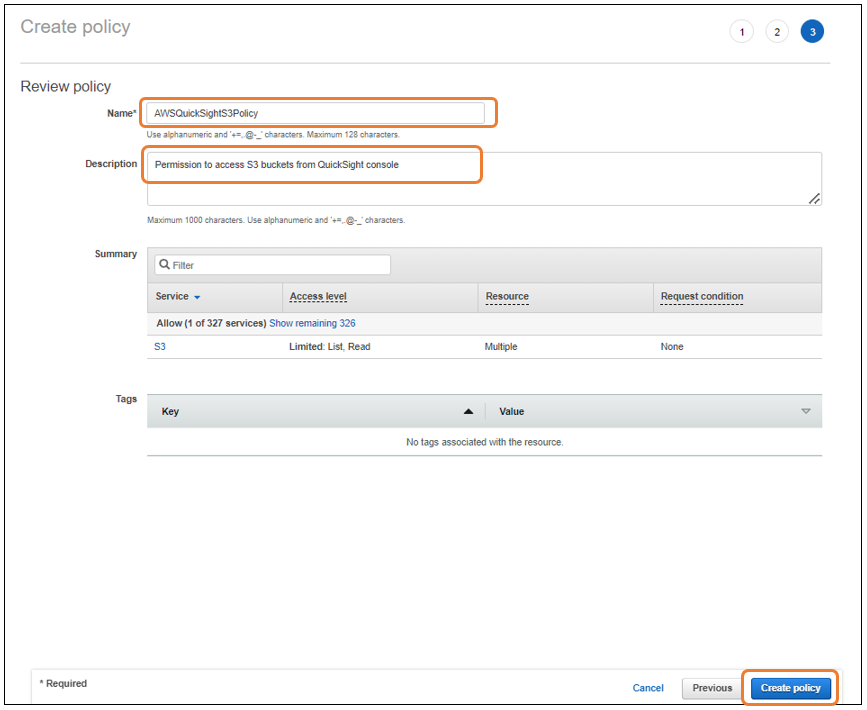 Create policy
1 2 3
Review policy
Name* AWSQuickSightS3Policy
Use alphanumeric and '+=,.@-_' characters. Maximum 128 characters.
Description Permission to access S3 buckets from QuickSight console
Maximum 1000 characters. Use alphanumeric and '+=,.@-_' characters.
Summary
Filter
Service Access level Resource Request condition
Allow (1 of 327 services) Show remaining 326
S3 Limited: List, Read Multiple None
Tags
Key Value
No tags associated with the resource.
* Required Cancel Previous Create policy